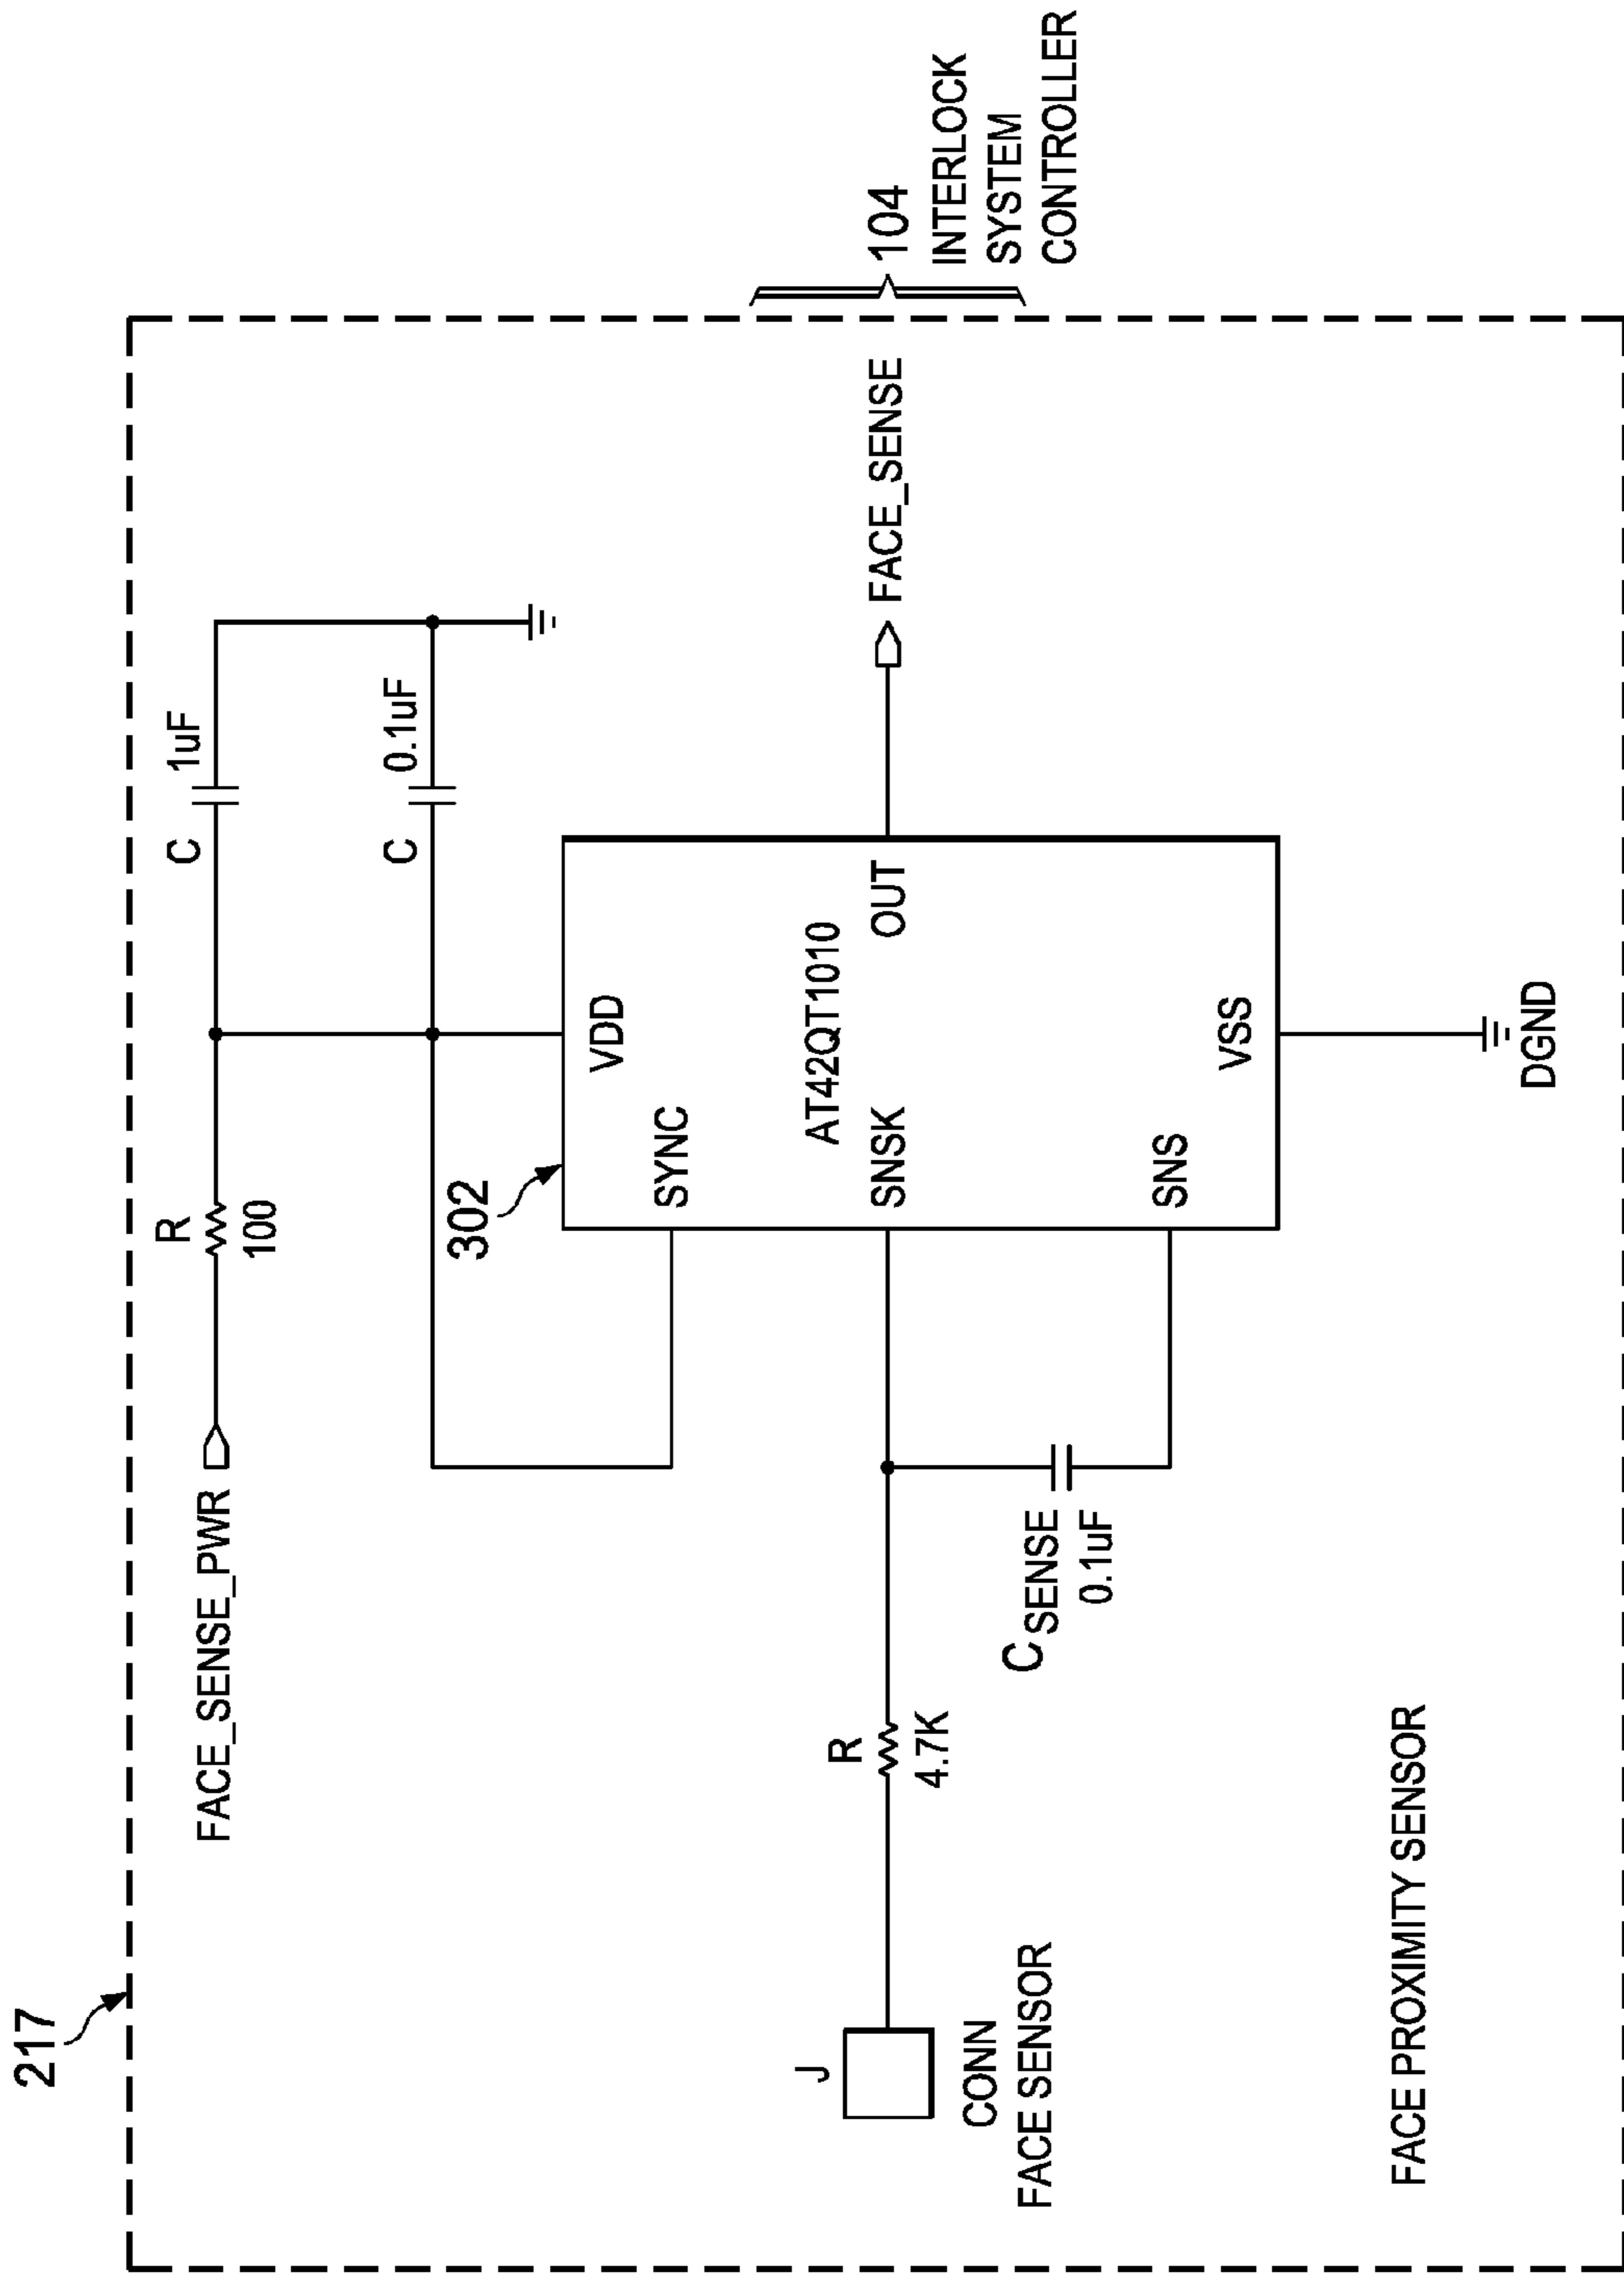 217
FACE_SENSE_PWR
R
100
C
1uF
C
0.1uF
302
SYNC
VDD
AT42QT1010
SNSK
OUT
SNS
VSS
FACE_SENSE
104
INTERLOCK
SYSTEM
CONTROLLER
J
CONN
FACE SENSOR
R
4.7K
C SENSE
0.1uF
DGND
FACE PROXIMITY SENSOR